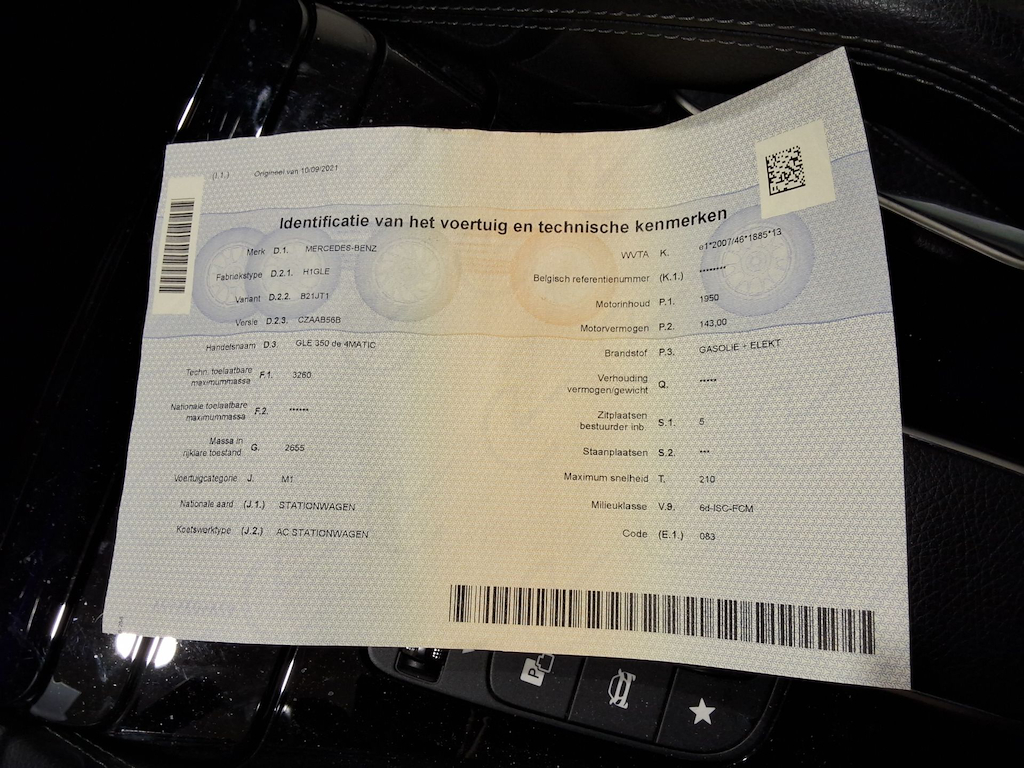 (I.1.) Origineel van 10/09/2021
Identificatie van het voertuig en technische kenmerken
Merk D.1. MERCEDES-BENZ
Fabriekstype D.2.1. H1GLE
Variant D.2.2. B21JT1
Versie D.2.3. CZAAB56B
Handelsnaam D.3. GLE 350 de 4MATIC
Techn. toelaatbare
maximummassa F.1. 3260
Nationale toelaatbare
maximummassa F.2. ******
Massa in
rijklare toestand G. 2655
Voertuigcategorie J. M1
Nationale aard (J.1.) STATIONWAGEN
Koetswerktype (J.2.) AC STATIONWAGEN
WVTA K. e1*2007/46*1885*13
Belgisch referentienummer (K.1.) ********
Motorinhoud P.1. 1950
Motorvermogen P.2. 143,00
Brandstof P.3. GASOLIE + ELEKT
Verhouding
vermogen/gewicht Q. *****
Zitplaatsen
bestuurder inb. S.1. 5
Staanplaatsen S.2. ***
Maximum snelheid T. 210
Milieuklasse V.9. 6d-ISC-FCM
Code (E.1.) 083
P